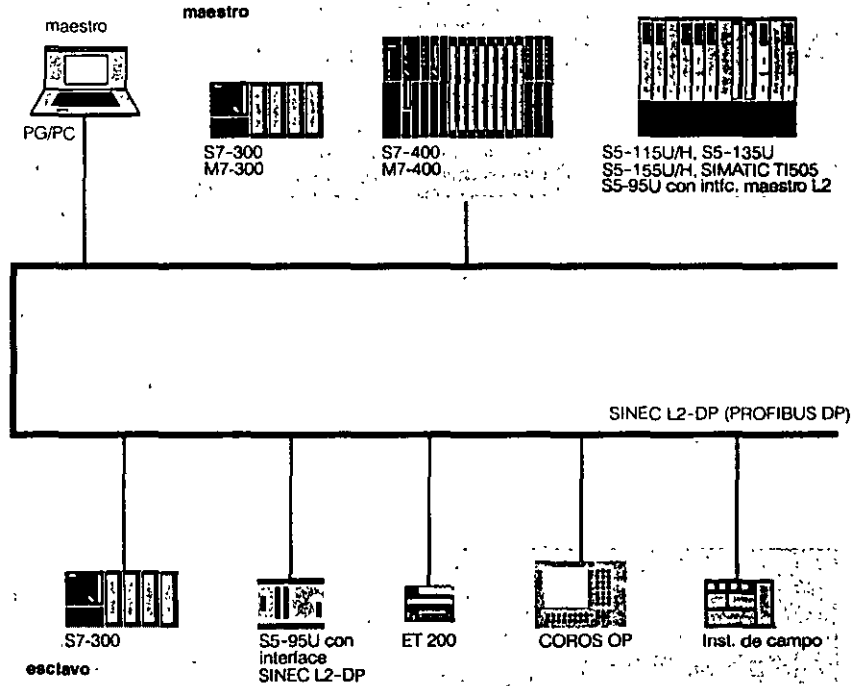 maestro
maestro
PG/PC
S7-300
M7-300
S7-400
M7-400
S5-115U/H, S5-135U
S5-155U/H, SIMATIC TI505
S5-95U con intfc. maestro L2
SINEC L2-DP (PROFIBUS DP)
S7-300
S5-95U con
interface
SINEC L2-DP
ET 200
COROS OP
Inst. de campo
esclavo